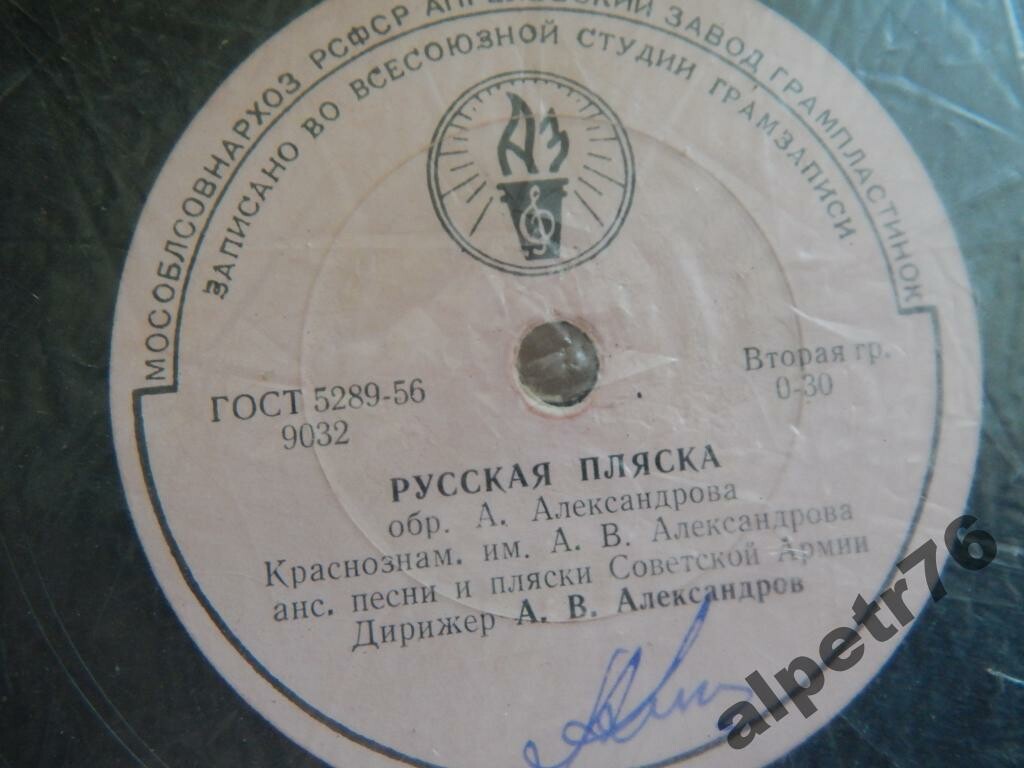 МОСОБЛСОВНАРХОЗ РСФСР АПРЕЛЕВСКИЙ ЗАВОД ГРАМПЛАСТИНОК
ЗАПИСАНО ВО ВСЕСОЮЗНОЙ СТУДИИ ГРАМЗАПИСИ
АЗ
ГОСТ 5289-56
9032
Вторая гр.
0-30
РУССКАЯ ПЛЯСКА
обр. А. Александрова
Краснознам. им. А. В. Александрова
анс. песни и пляски Советской Армии
Дирижер А. В. Александров
alpetr76